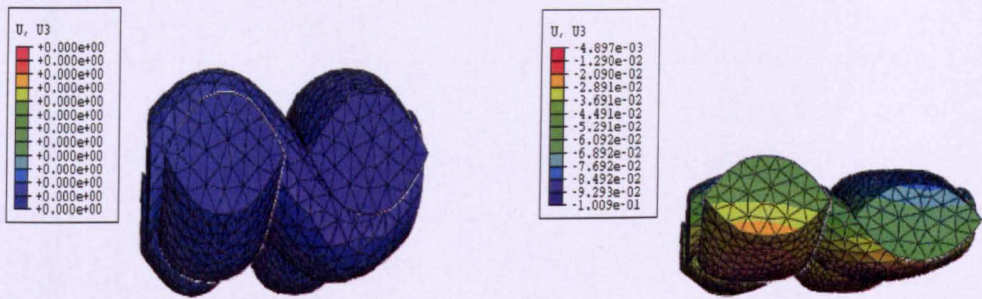 U, U3
+0.000e+00
+0.000e+00
+0.000e+00
+0.000e+00
+0.000e+00
+0.000e+00
+0.000e+00
+0.000e+00
+0.000e+00
+0.000e+00
+0.000e+00
+0.000e+00
+0.000e+00
U, U3
-4.897e-03
-1.290e-02
-2.090e-02
-2.891e-02
-3.691e-02
-4.491e-02
-5.291e-02
-6.092e-02
-6.892e-02
-7.692e-02
-8.492e-02
-9.293e-02
-1.009e-01